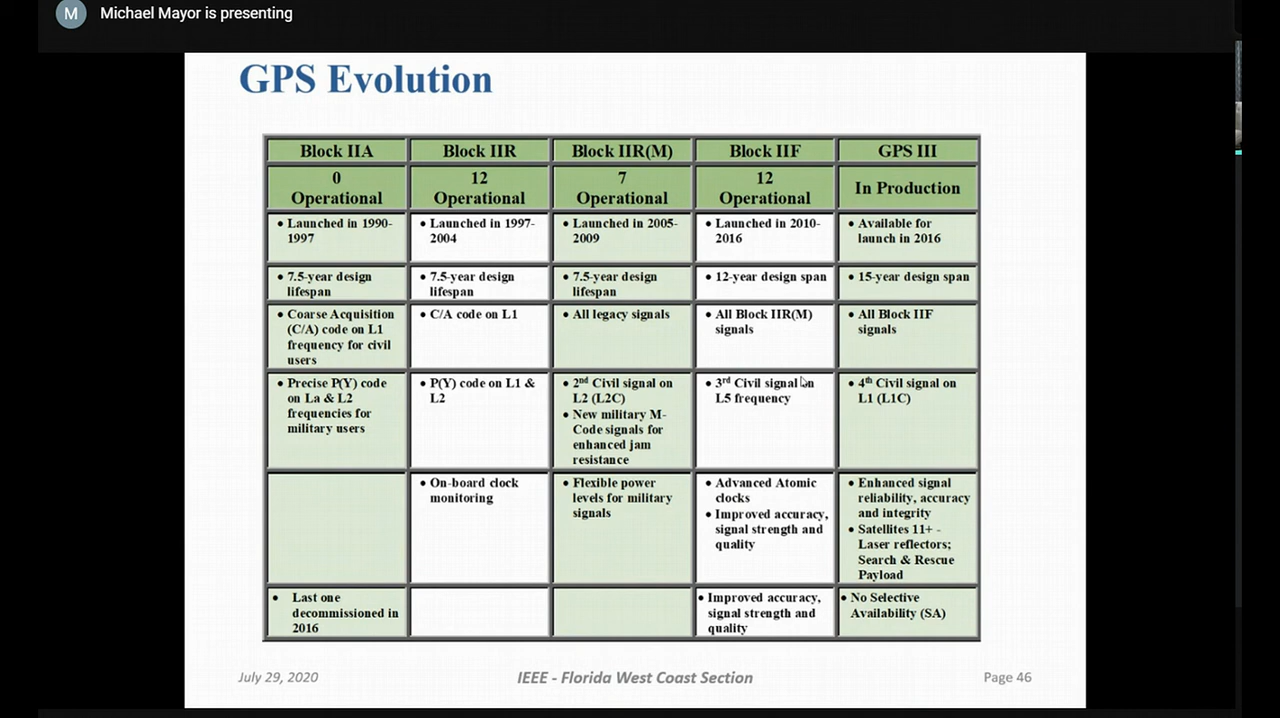 M
Michael Mayor is presenting
GPS Evolution
Block IIA
Block IIR
Block IIR(M)
Block IIF
GPS III
0
Operational
12
Operational
7
Operational
12
Operational
In Production
• Launched in 1990-
1997
• Launched in 1997-
2004
• Launched in 2005-
2009
• Launched in 2010-
2016
• Available for
launch in 2016
• 7.5-year design
lifespan
• 7.5-year design
lifespan
• 7.5-year design
lifespan
• 12-year design span
• 15-year design span
• Coarse Acquisition
(C/A) code on L1
frequency for civil
users
• C/A code on L1
• All legacy signals
• All Block IIR(M)
signals
• All Block IIF
signals
• Precise P(Y) code
on La & L2
frequencies for
military users
• P(Y) code on L1 &
L2
• 2nd Civil signal on
L2 (L2C)
• New military M-
Code signals for
enhanced jam
resistance
• 3rd Civil signal on
L5 frequency
• 4th Civil signal on
L1 (L1C)
• On-board clock
monitoring
• Flexible power
levels for military
signals
• Advanced Atomic
clocks
• Improved accuracy,
signal strength and
quality
• Enhanced signal
reliability, accuracy
and integrity
• Satellites 11+ -
Laser reflectors;
Search & Rescue
Payload
• Last one
decommissioned in
2016
• Improved accuracy,
signal strength and
quality
• No Selective
Availability (SA)
July 29, 2020
IEEE - Florida West Coast Section
Page 46